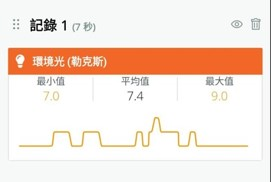 記錄 1 (7 秒)
環境光 (勒克斯)
最小值 平均值 最大值
7.0 7.4 9.0